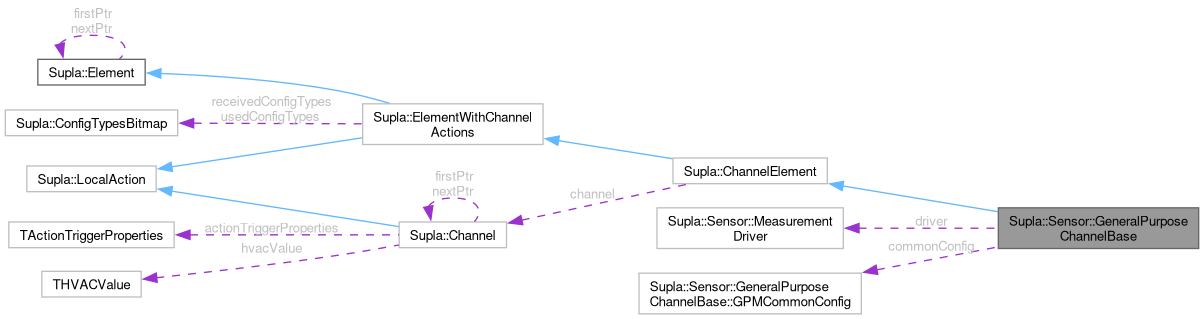 firstPtr
nextPtr
Supla::Element
receivedConfigTypes
usedConfigTypes
Supla::ConfigTypesBitmap
Supla::ElementWithChannel
Actions
Supla::LocalAction
firstPtr
nextPtr
channel
Supla::ChannelElement
actionTriggerProperties
TActionTriggerProperties
Supla::Channel
Supla::Sensor::Measurement
Driver
driver
Supla::Sensor::GeneralPurpose
ChannelBase
hvacValue
THVACValue
commonConfig
Supla::Sensor::GeneralPurpose
ChannelBase::GPMCommonConfig